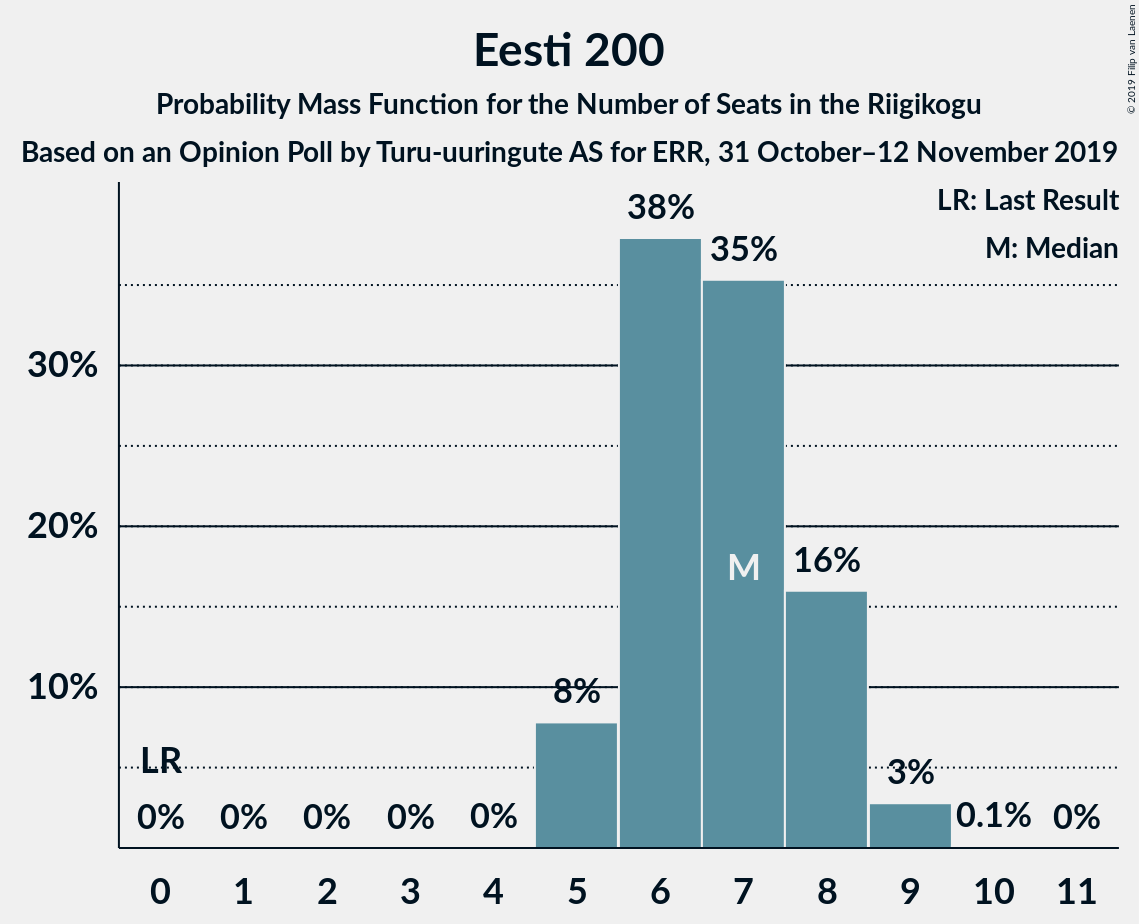 Eesti 200
Probability Mass Function for the Number of Seats in the Riigikogu
Based on an Opinion Poll by Turu-uuringute AS for ERR, 31 October–12 November 2019
© 2019 Filip van Laenen
LR: Last Result
M: Median
38%
35%
30%
20%
16%
M
10%
8%
LR
3%
0% 0% 0% 0% 0% 0.1% 0%
0 1 2 3 4 5 6 7 8 9 10 11